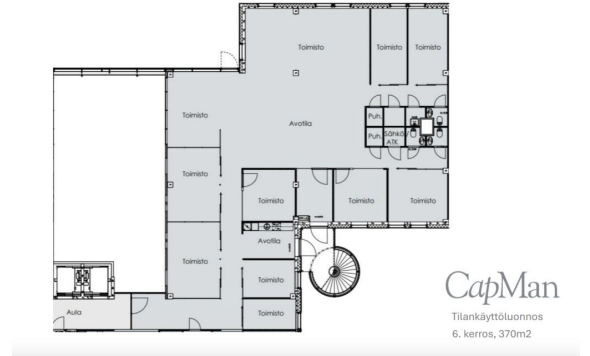 Toimisto
Toimisto
Toimisto
Toimisto
Avotila
Puh.
Puh.
Sähkö/
ATK
Toimisto
Toimisto
Toimisto
Toimisto
Avotila
Toimisto
Toimisto
Toimisto
Aula
CapMan
Tilankäyttöluonnos
6. kerros, 370m2